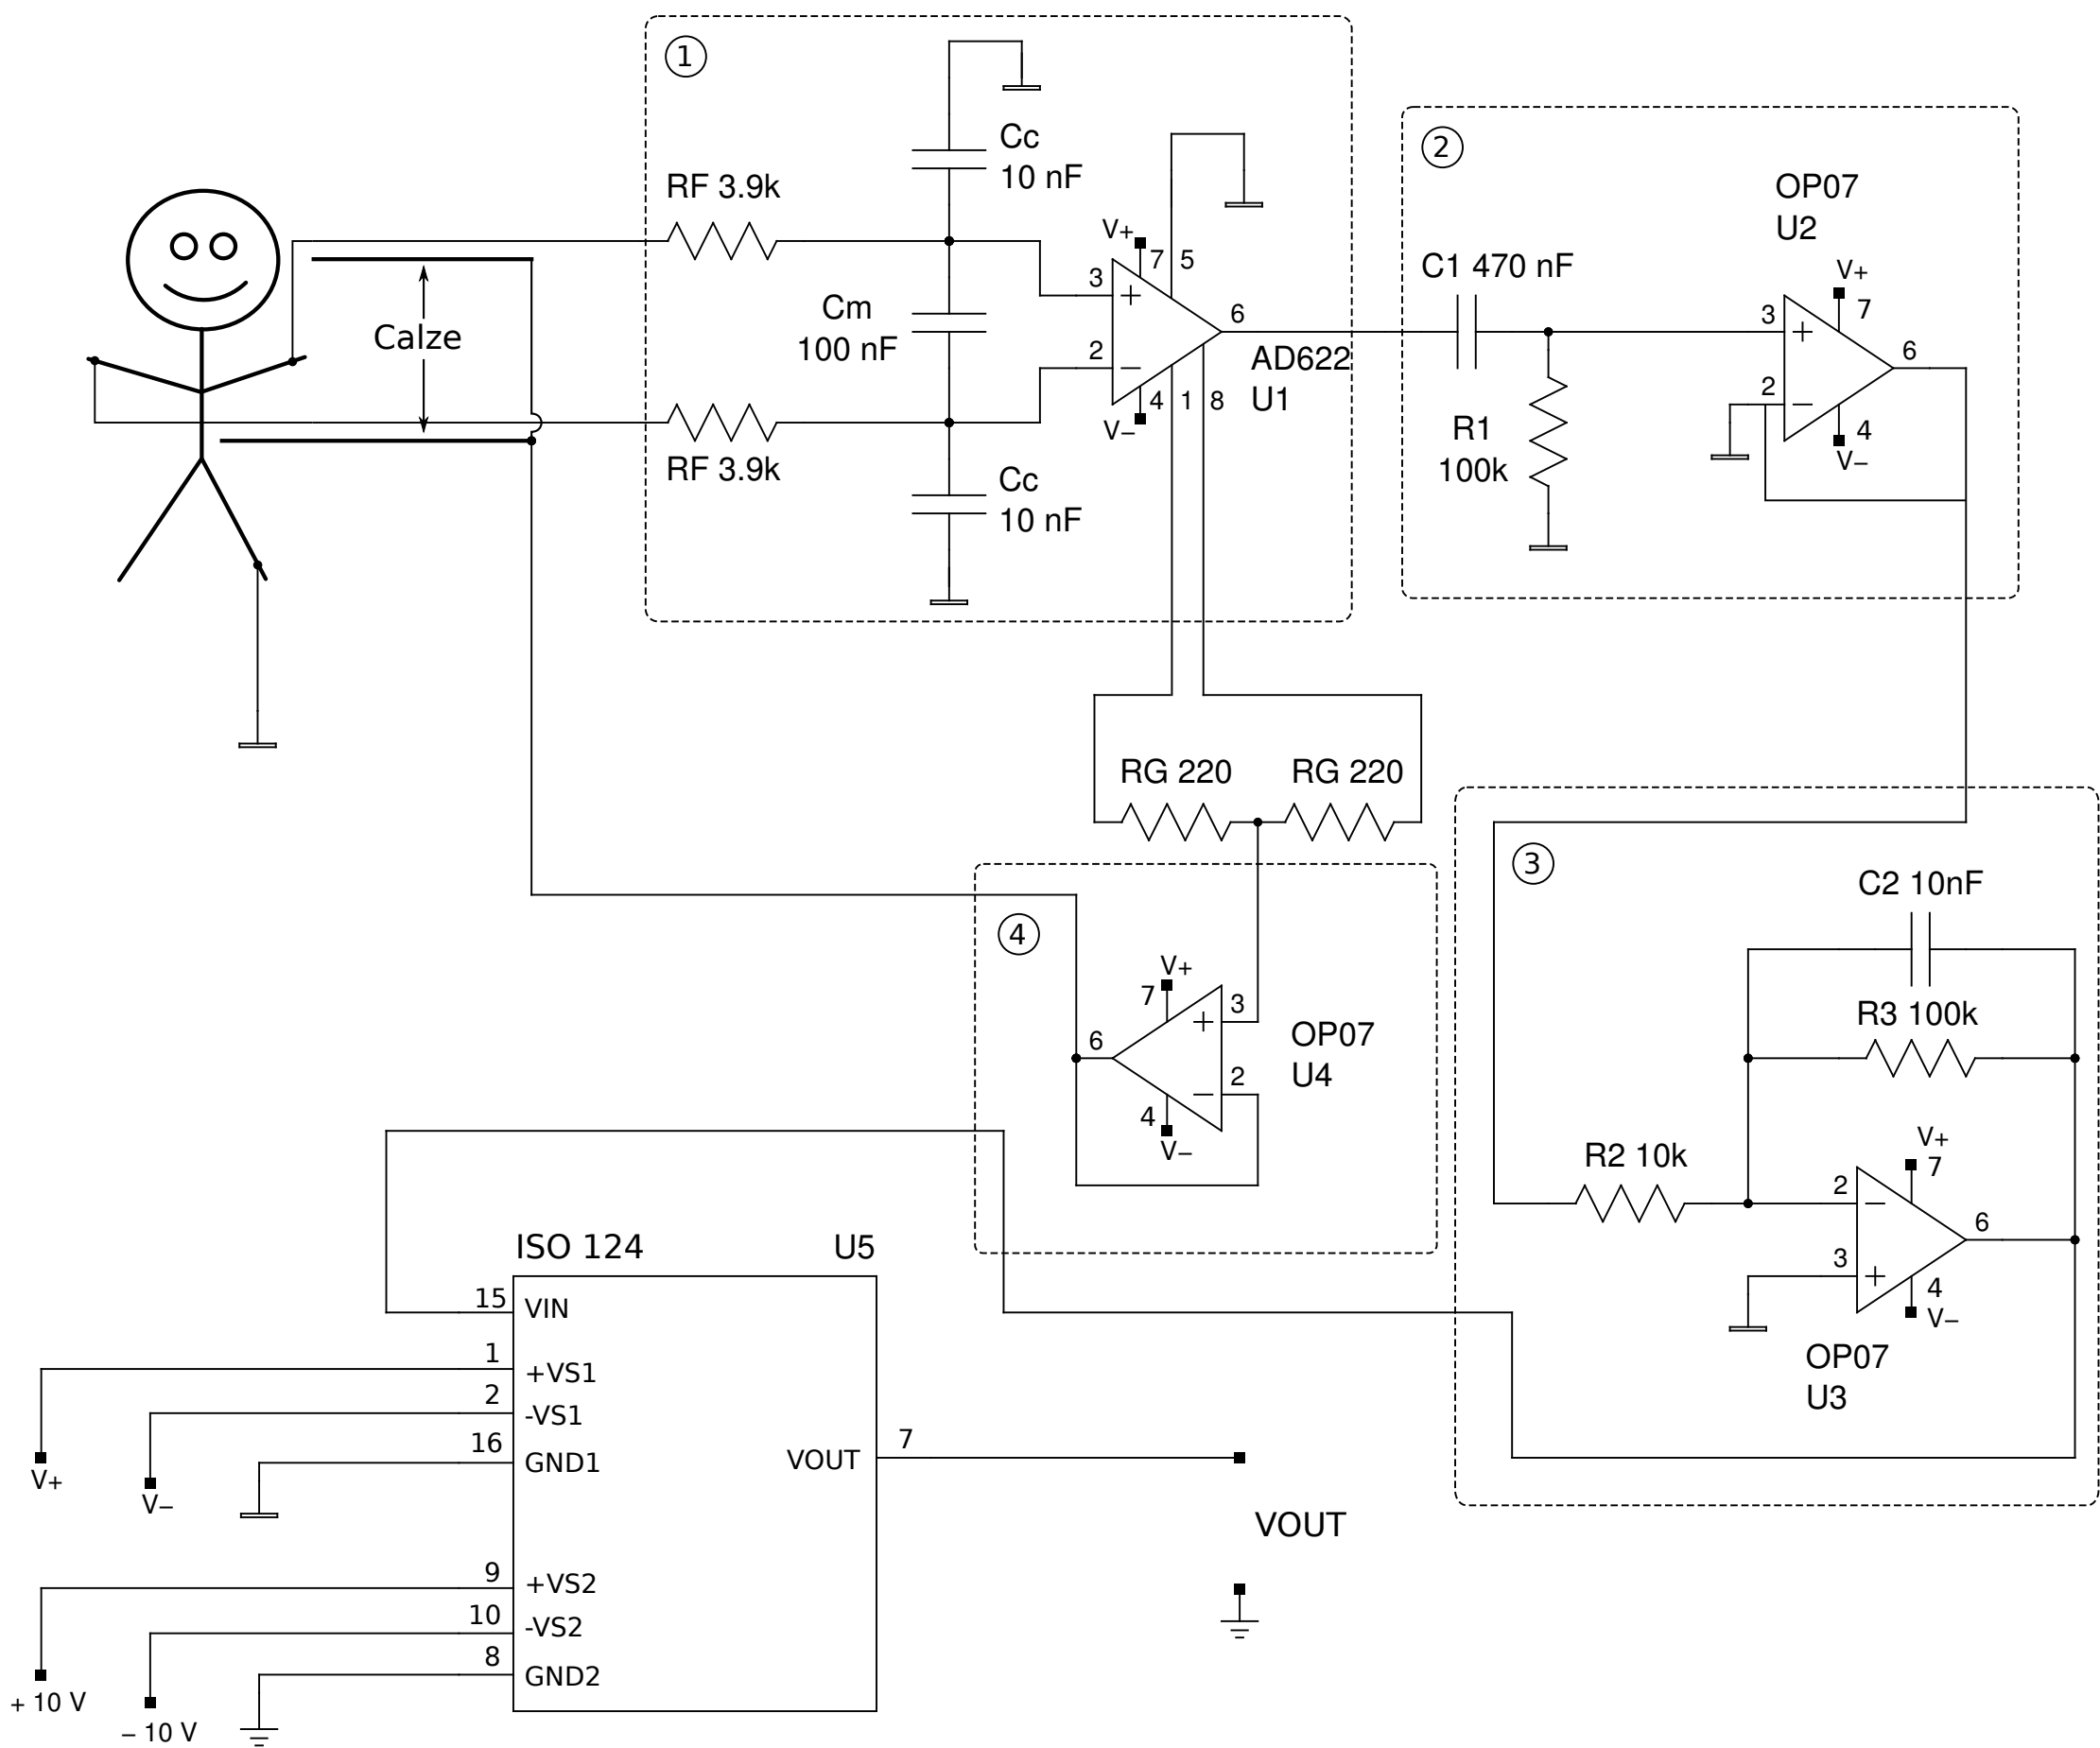 1
Cc
10 nF
RF 3.9k
Cm
100 nF
RF 3.9k
Cc
10 nF
V+
7
5
3
+
2
−
6
4
1
8
V−
AD622
U1
Calze
2
OP07
U2
C1 470 nF
R1
100k
V+
7
3
+
2
−
6
4
V−
RG 220
RG 220
3
C2 10nF
R3 100k
R2 10k
V+
7
2
−
3
+
6
4
V−
OP07
U3
4
V+
7
3
+
6
2
−
4
V−
OP07
U4
ISO 124
U5
15
VIN
1
+VS1
2
-VS1
16
GND1
V+
V−
VOUT
7
VOUT
9
+VS2
10
-VS2
8
GND2
+ 10 V
− 10 V